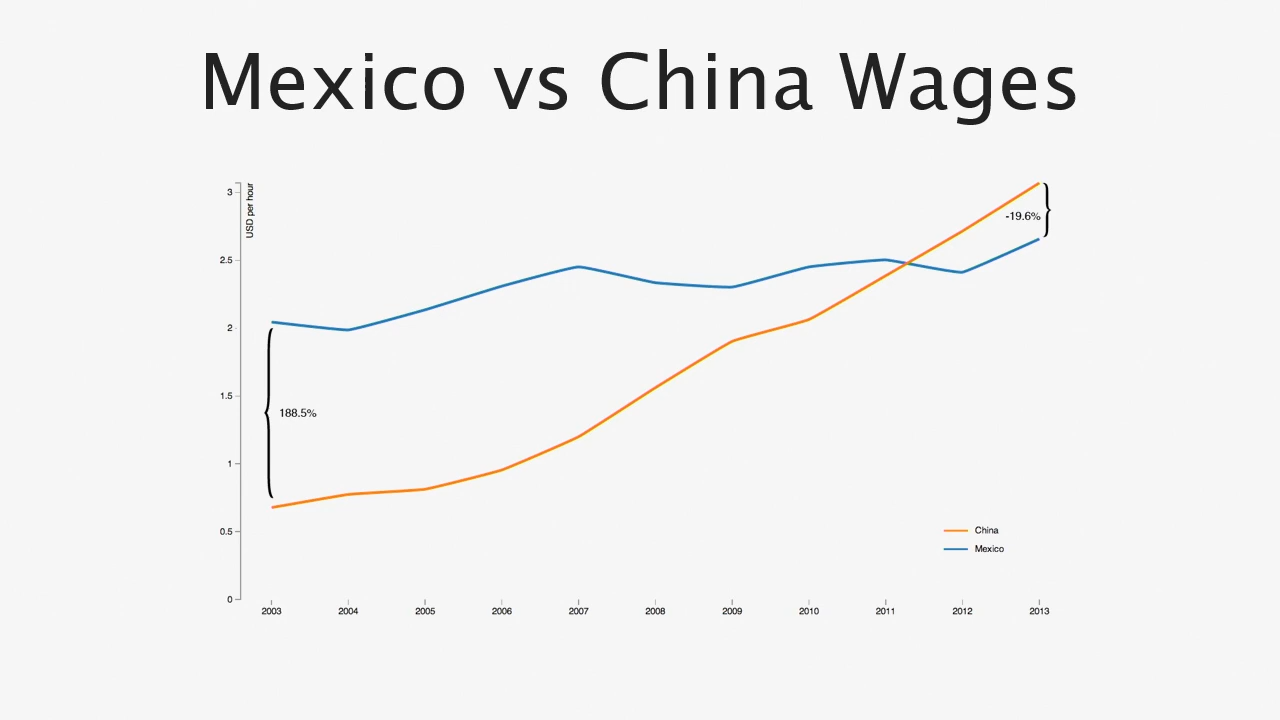 Mexico vs China Wages
USD per hour
3
2.5
2
1.5
1
0.5
0
188.5%
-19.6%
China
Mexico
2003 2004 2005 2006 2007 2008 2009 2010 2011 2012 2013